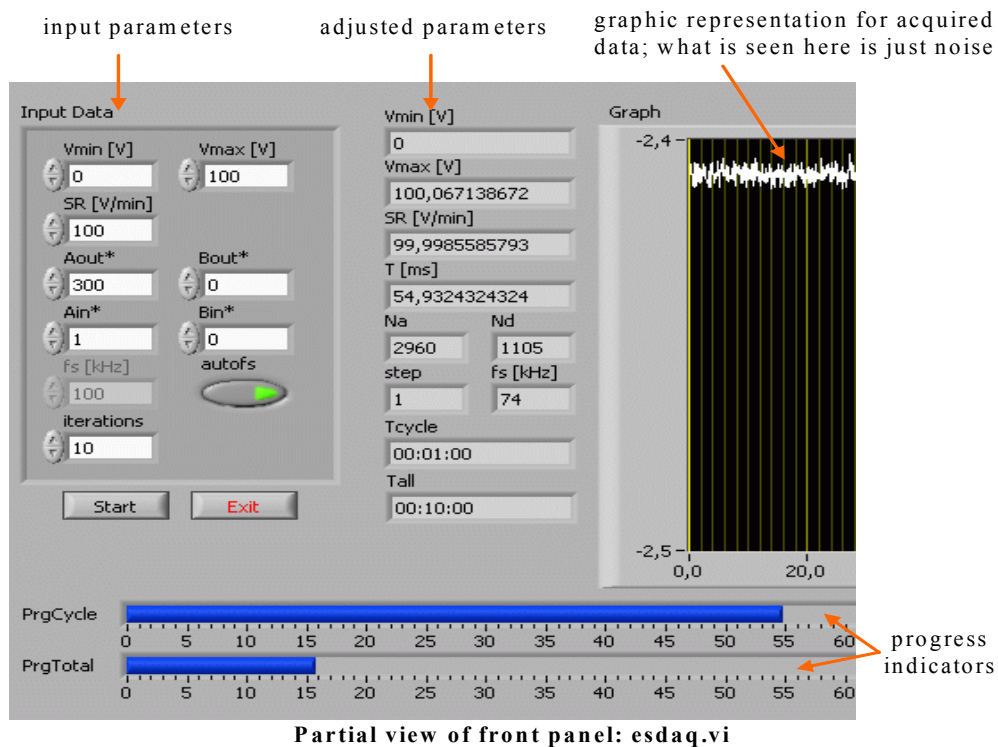 input parameters
adjusted parameters
graphic representation for acquired
data; what is seen here is just noise
Input Data
Vmin [V]
Vmax [V]
0
100
SR [V/min]
100
Aout*
Bout*
300
0
Ain*
Bin*
1
0
fs [kHz]
autofs
100
iterations
10
Start
Exit
Vmin [V]
0
Vmax [V]
100,067138672
SR [V/min]
99,9985585793
T [ms]
54,9324324324
Na
Nd
2960
1105
step
fs [kHz]
1
74
Tcycle
00:01:00
Tall
00:10:00
Graph
-2,4
-2,5
0,0
20,0
PrgCycle
0 5 10 15 20 25 30 35 40 45 50 55 60
PrgTotal
0 5 10 15 20 25 30 35 40 45 50 55 60
progress
indicators
Partial view of front panel: esdaq.vi